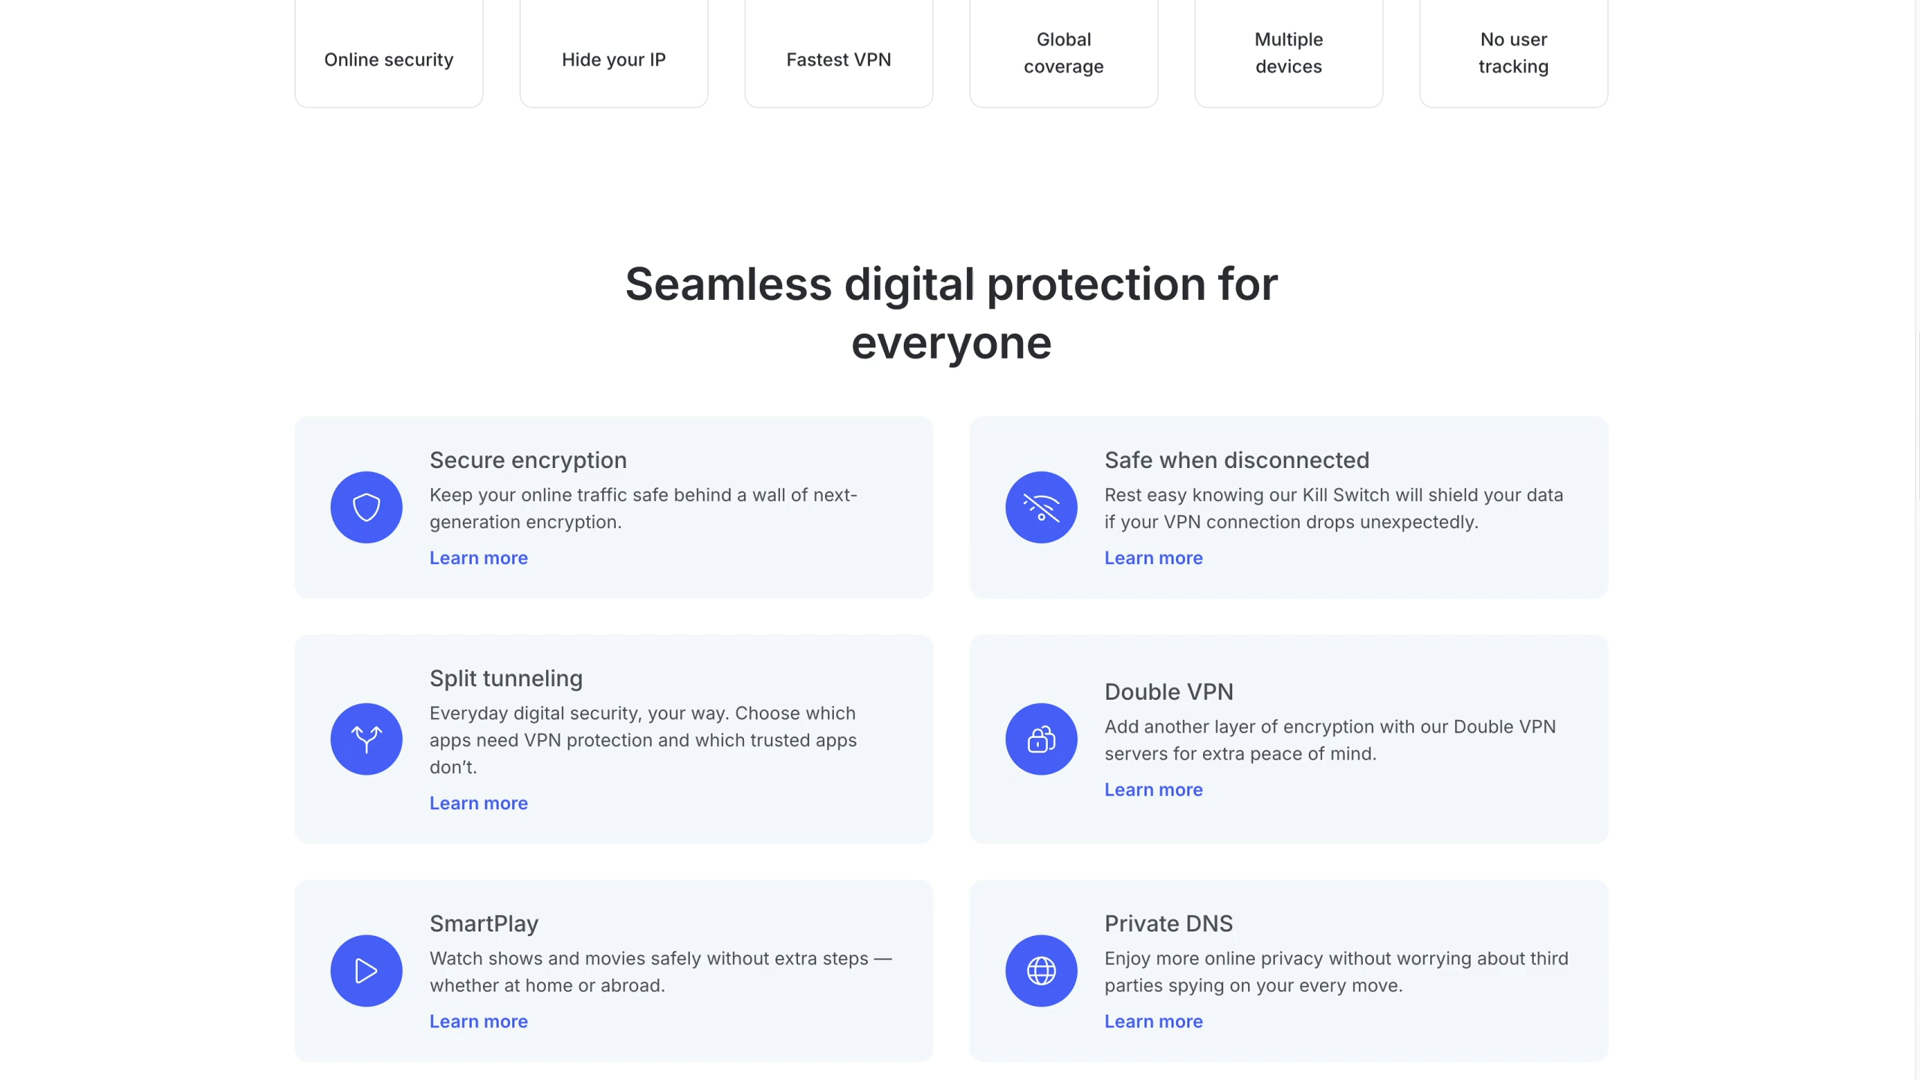 Online security
Hide your IP
Fastest VPN
Global
coverage
Multiple
devices
No user
tracking
Seamless digital protection for
everyone
Secure encryption
Keep your online traffic safe behind a wall of next-
generation encryption.
Learn more
Safe when disconnected
Rest easy knowing our Kill Switch will shield your data
if your VPN connection drops unexpectedly.
Learn more
Split tunneling
Everyday digital security, your way. Choose which
apps need VPN protection and which trusted apps
don’t.
Learn more
Double VPN
Add another layer of encryption with our Double VPN
servers for extra peace of mind.
Learn more
SmartPlay
Watch shows and movies safely without extra steps —
whether at home or abroad.
Learn more
Private DNS
Enjoy more online privacy without worrying about third
parties spying on your every move.
Learn more